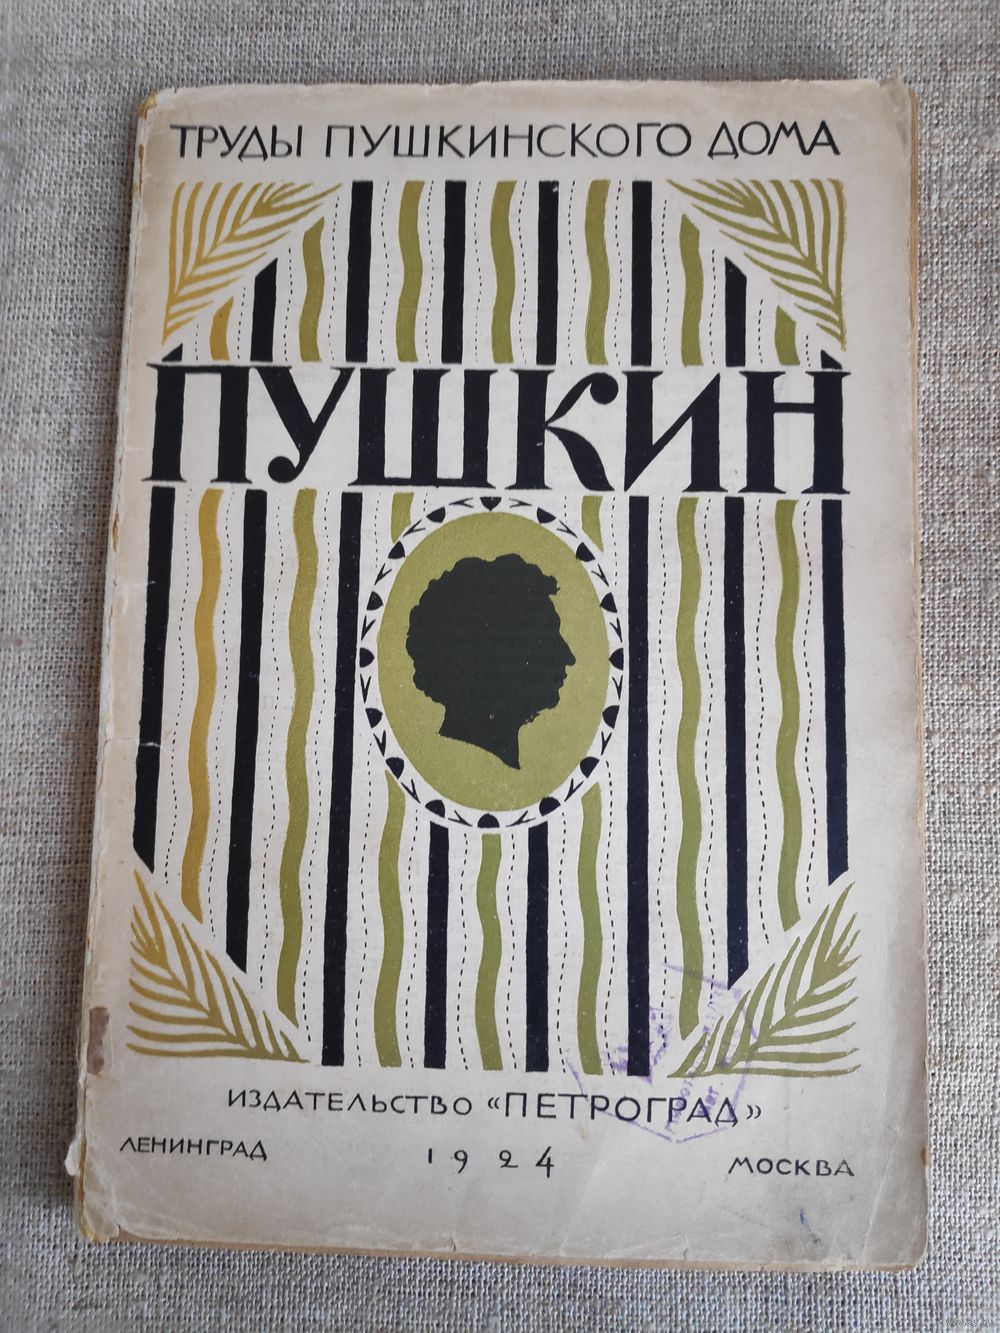 ТРУДЫ ПУШКИНСКОГО ДОМА
ПУШКИН
ИЗДАТЕЛЬСТВО «ПЕТРОГРАД»
ЛЕНИНГРАД 1924 МОСКВА